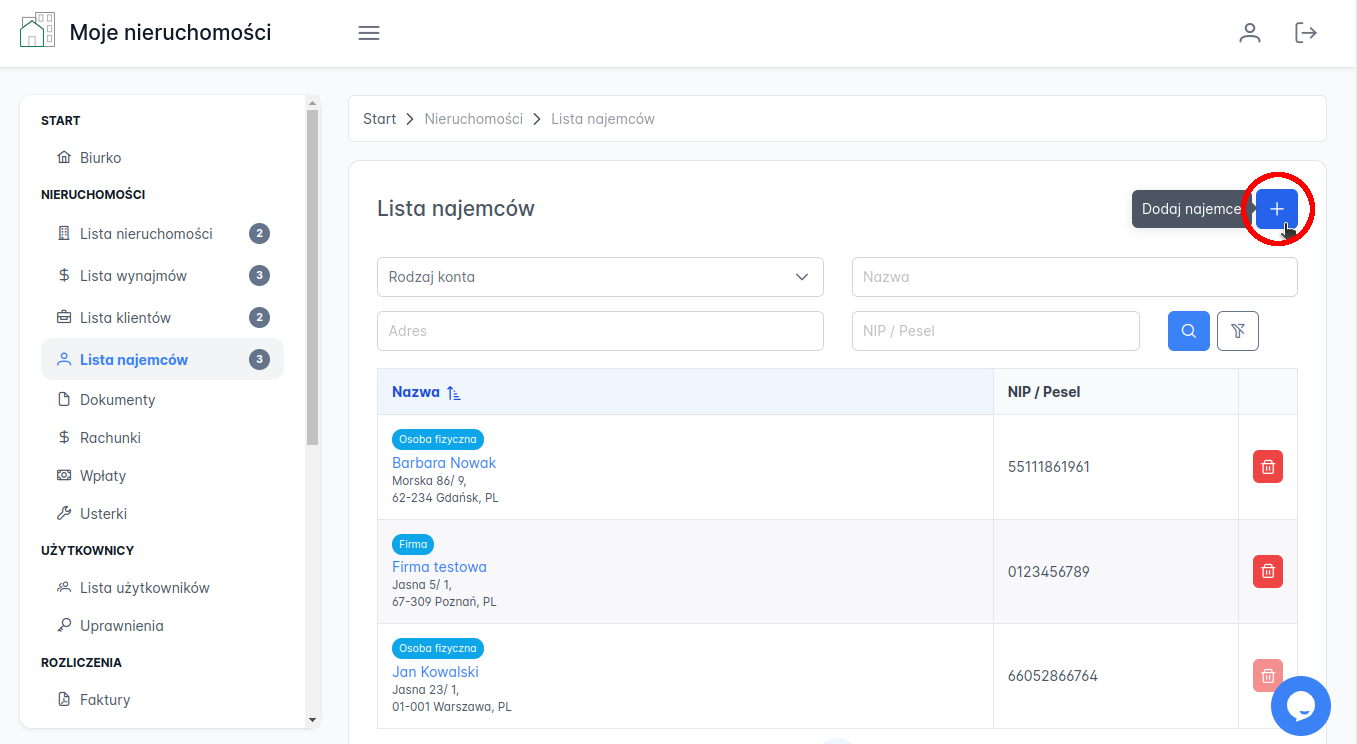 Moje nieruchomości
START
Biurko
NIERUCHOMOŚCI
Lista nieruchomości 2
Lista wynajmów 3
Lista klientów 2
Lista najemców 3
Dokumenty
Rachunki
Wpłaty
Usterki
UŻYTKOWNICY
Lista użytkowników
Uprawnienia
ROZLICZENIA
Faktury
Start > Nieruchomości > Lista najemców
Lista najemców
Dodaj najemce
Rodzaj konta
Nazwa
Adres
NIP / Pesel
Nazwa NIP / Pesel
Osoba fizyczna
Barbara Nowak
Morska 86/ 9,
62-234 Gdańsk, PL
55111861961
Firma
Firma testowa
Jasna 5/ 1,
67-309 Poznań, PL
0123456789
Osoba fizyczna
Jan Kowalski
Jasna 23/ 1,
01-001 Warszawa, PL
66052866764